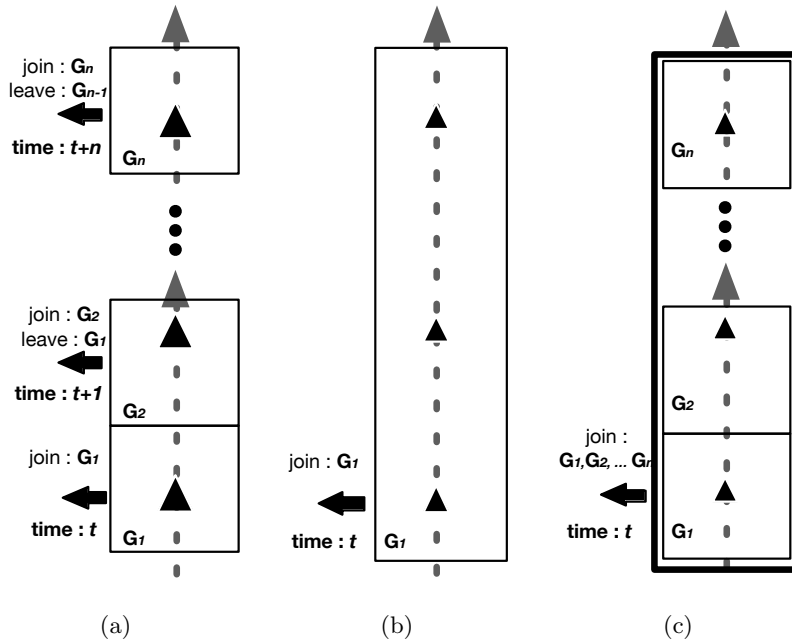 join : Gn
leave : Gn-1
time : t+n
Gn
join : G2
leave : G1
time : t+1
G2
join : G1
time : t
G1
(a)
join : G1
time : t
G1
(b)
Gn
G2
join :
G1,G2, ... Gn
time : t
G1
(c)